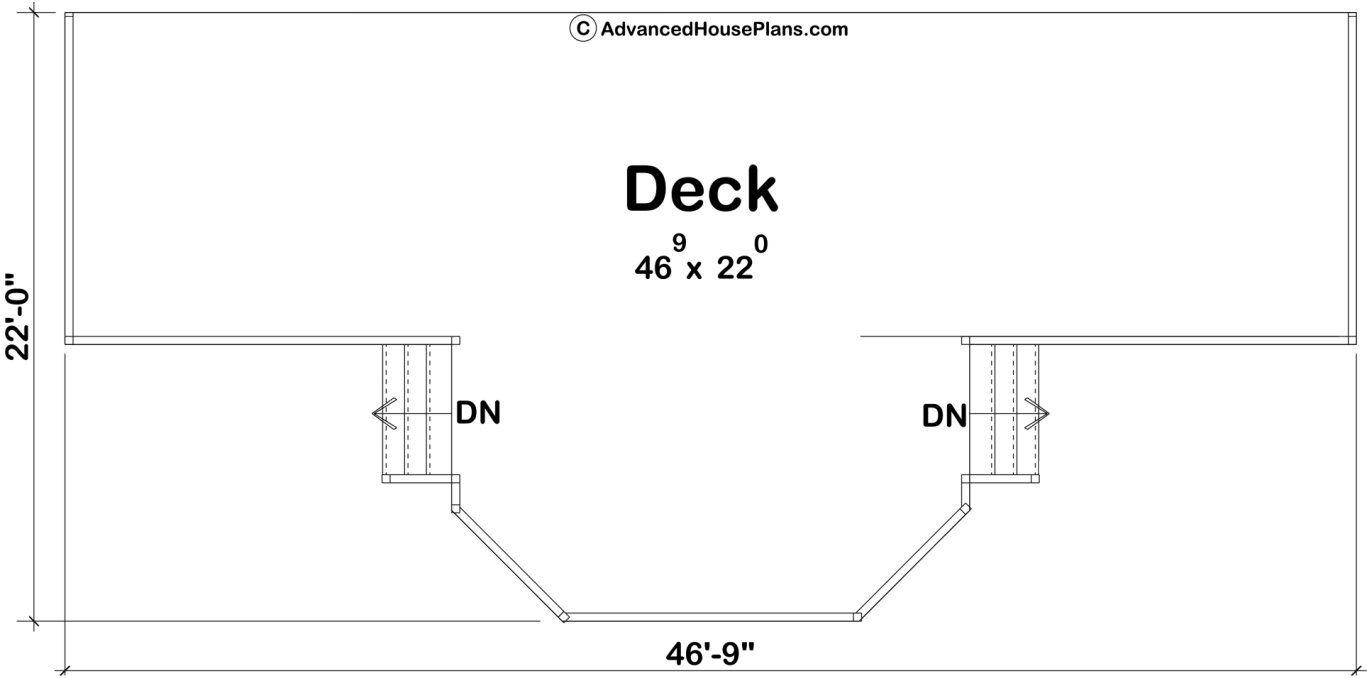 © AdvancedHousePlans.com
Deck
46⁹ x 22⁰
22'-0"
DN
DN
46'-9"